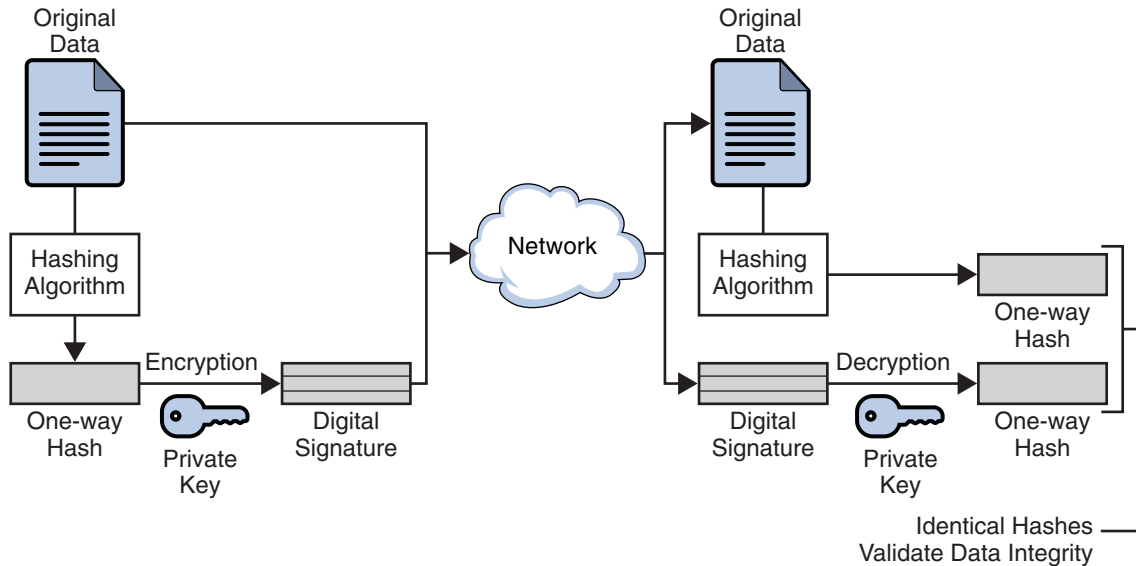 Original
Data
Original
Data
Network
Hashing
Algorithm
Hashing
Algorithm
One-way
Hash
Encryption
Decryption
One-way
Hash
Private
Key
Digital
Signature
Digital
Signature
Private
Key
One-way
Hash
Identical Hashes
Validate Data Integrity